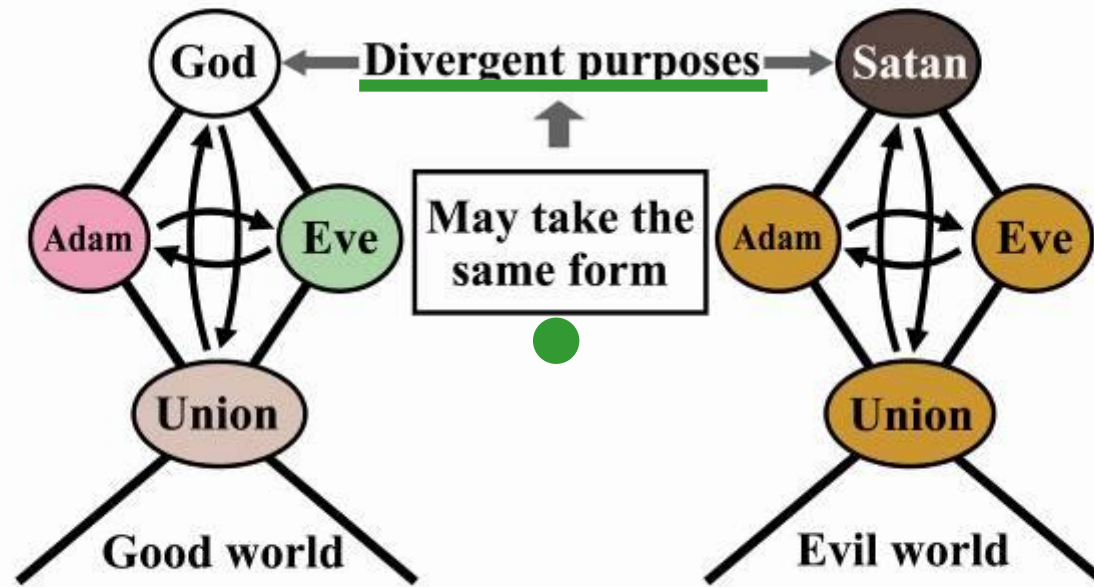 God
Divergent purposes
Satan
Adam
Eve
May take the
same form
Adam
Eve
Union
Union
Good world
Evil world